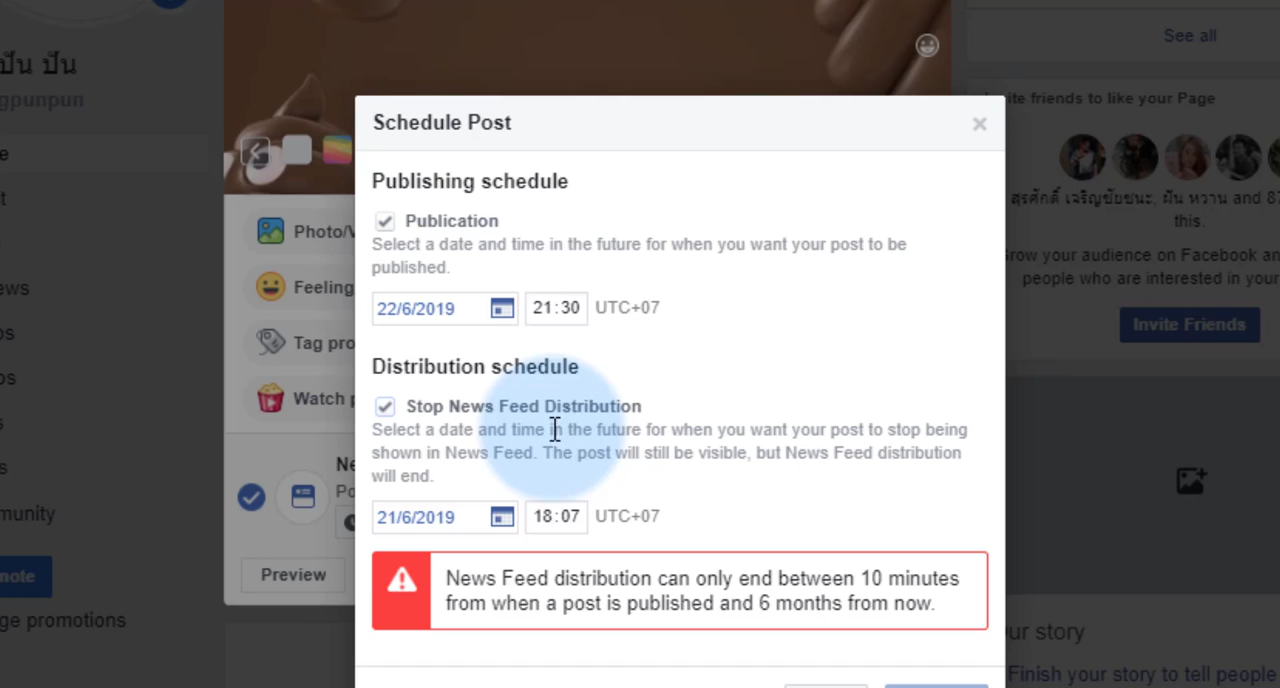 See all
ปั่น ปั่น
gpunpun
ite friends to like your Page
Schedule Post
Publishing schedule
Publication
Select a date and time in the future for when you want your post to be
published.
22/6/2019 21:30 UTC+07
Distribution schedule
Stop News Feed Distribution
Select a date and time in the future for when you want your post to stop being
shown in News Feed. The post will still be visible, but News Feed distribution
will end.
21/6/2019 18:07 UTC+07
News Feed distribution can only end between 10 minutes
from when a post is published and 6 months from now.
Photo/V
Feeling
Tag pro
Watch p
Ne
Po
Preview
ews
os
os
s
s
munity
note
ge promotions
สุรศักดิ์ เจริญชัยชนะ, ฝัน หวาน and 8
this.
row your audience on Facebook an
people who are interested in your
Invite Friends
ur story
Finish your story to tell people